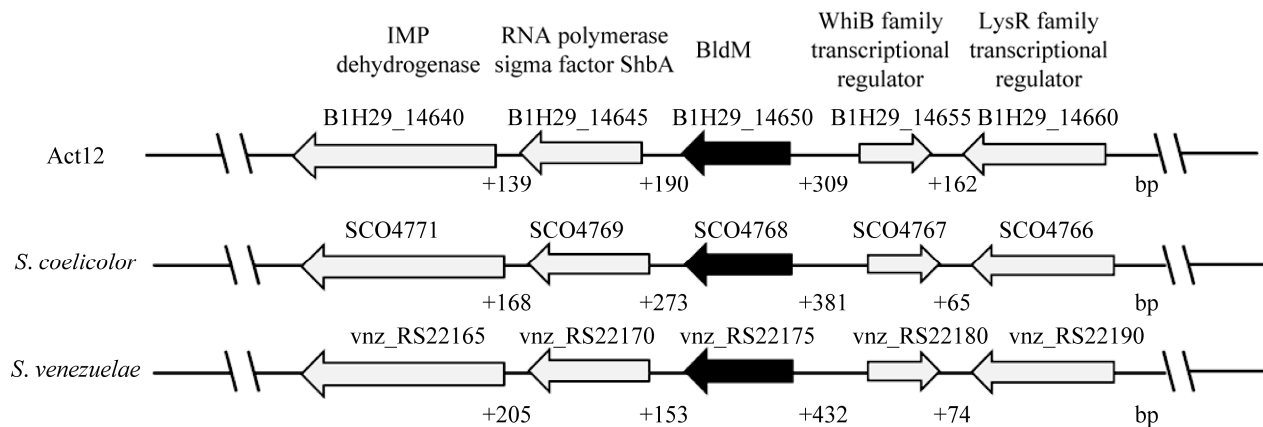 IMP
dehydrogenase
RNA polymerase
sigma factor ShbA
BldM
WhiB family
transcriptional
regulator
LysR family
transcriptional
regulator
B1H29_14640 B1H29_14645 B1H29_14650 B1H29_14655 B1H29_14660
Act12
+139 +190 +309 +162 bp
SCO4771 SCO4769 SCO4768 SCO4767 SCO4766
S. coelicolor
+168 +273 +381 +65 bp
vnz_RS22165 vnz_RS22170 vnz_RS22175 vnz_RS22180 vnz_RS22190
S. venezuelae
+205 +153 +432 +74 bp